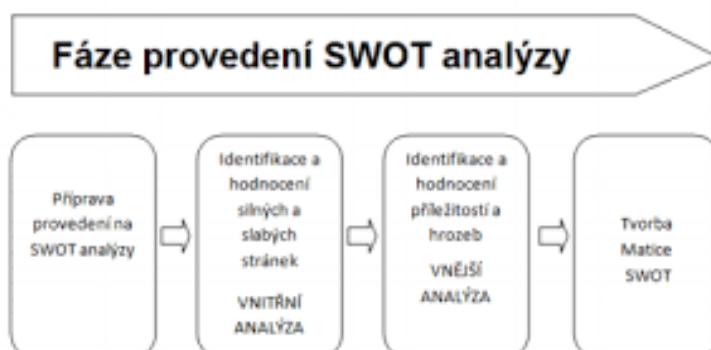 Fáze provedení SWOT analýzy
Příprava
provedení na
SWOT analýzy
Identifikace a
hodnocení
silných a
slabých
stránek
VNITŘNÍ
ANALÝZA
Identifikace a
hodnocení
příležitostí a
hrozeb
VNĚJŠÍ
ANALÝZA
Tvorba
Matice
SWOT